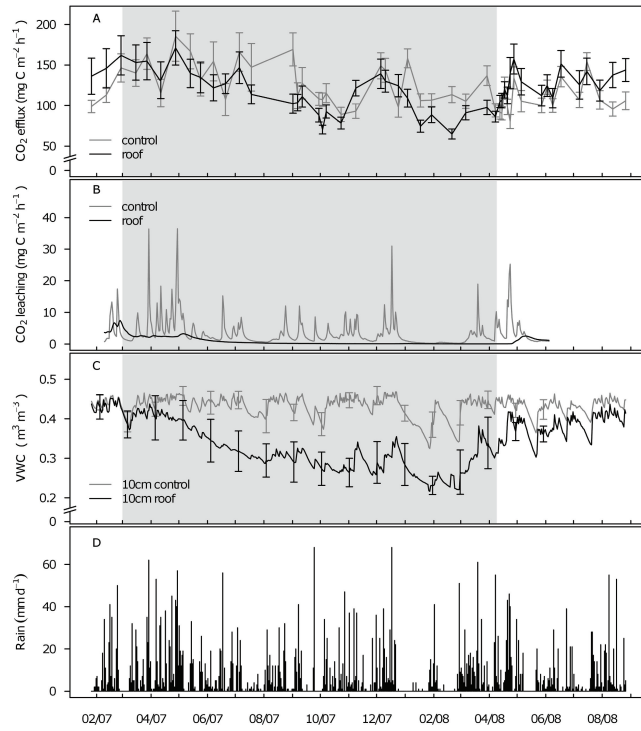 A
CO2 efflux (mg C m⁻² h⁻¹)
200
150
100
50
0
control
roof
B
CO2 leaching (mg C m⁻² h⁻¹)
control
roof
40
30
20
10
0
C
VWC (m³ m⁻³)
0.5
0.4
0.3
0.2
0
10cm control
10cm roof
D
Rain (mm d⁻¹)
60
40
20
0
02/07 04/07 06/07 08/07 10/07 12/07 02/08 04/08 06/08 08/08